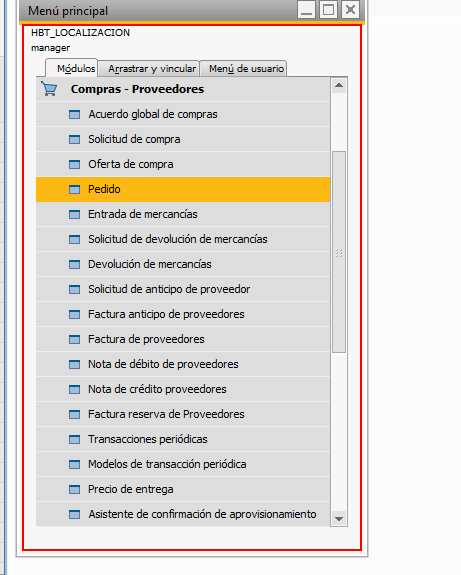 Menú principal
HBT_LOCALIZACION
manager
Módulos Arrastrar y vincular Menú de usuario
Compras - Proveedores
Acuerdo global de compras
Solicitud de compra
Oferta de compra
Pedido
Entrada de mercancías
Solicitud de devolución de mercancías
Devolución de mercancías
Solicitud de anticipo de proveedor
Factura anticipo de proveedores
Factura de proveedores
Nota de débito de proveedores
Nota de crédito proveedores
Factura reserva de Proveedores
Transacciones periódicas
Modelos de transacción periódica
Precio de entrega
Asistente de confirmación de aprovisionamiento